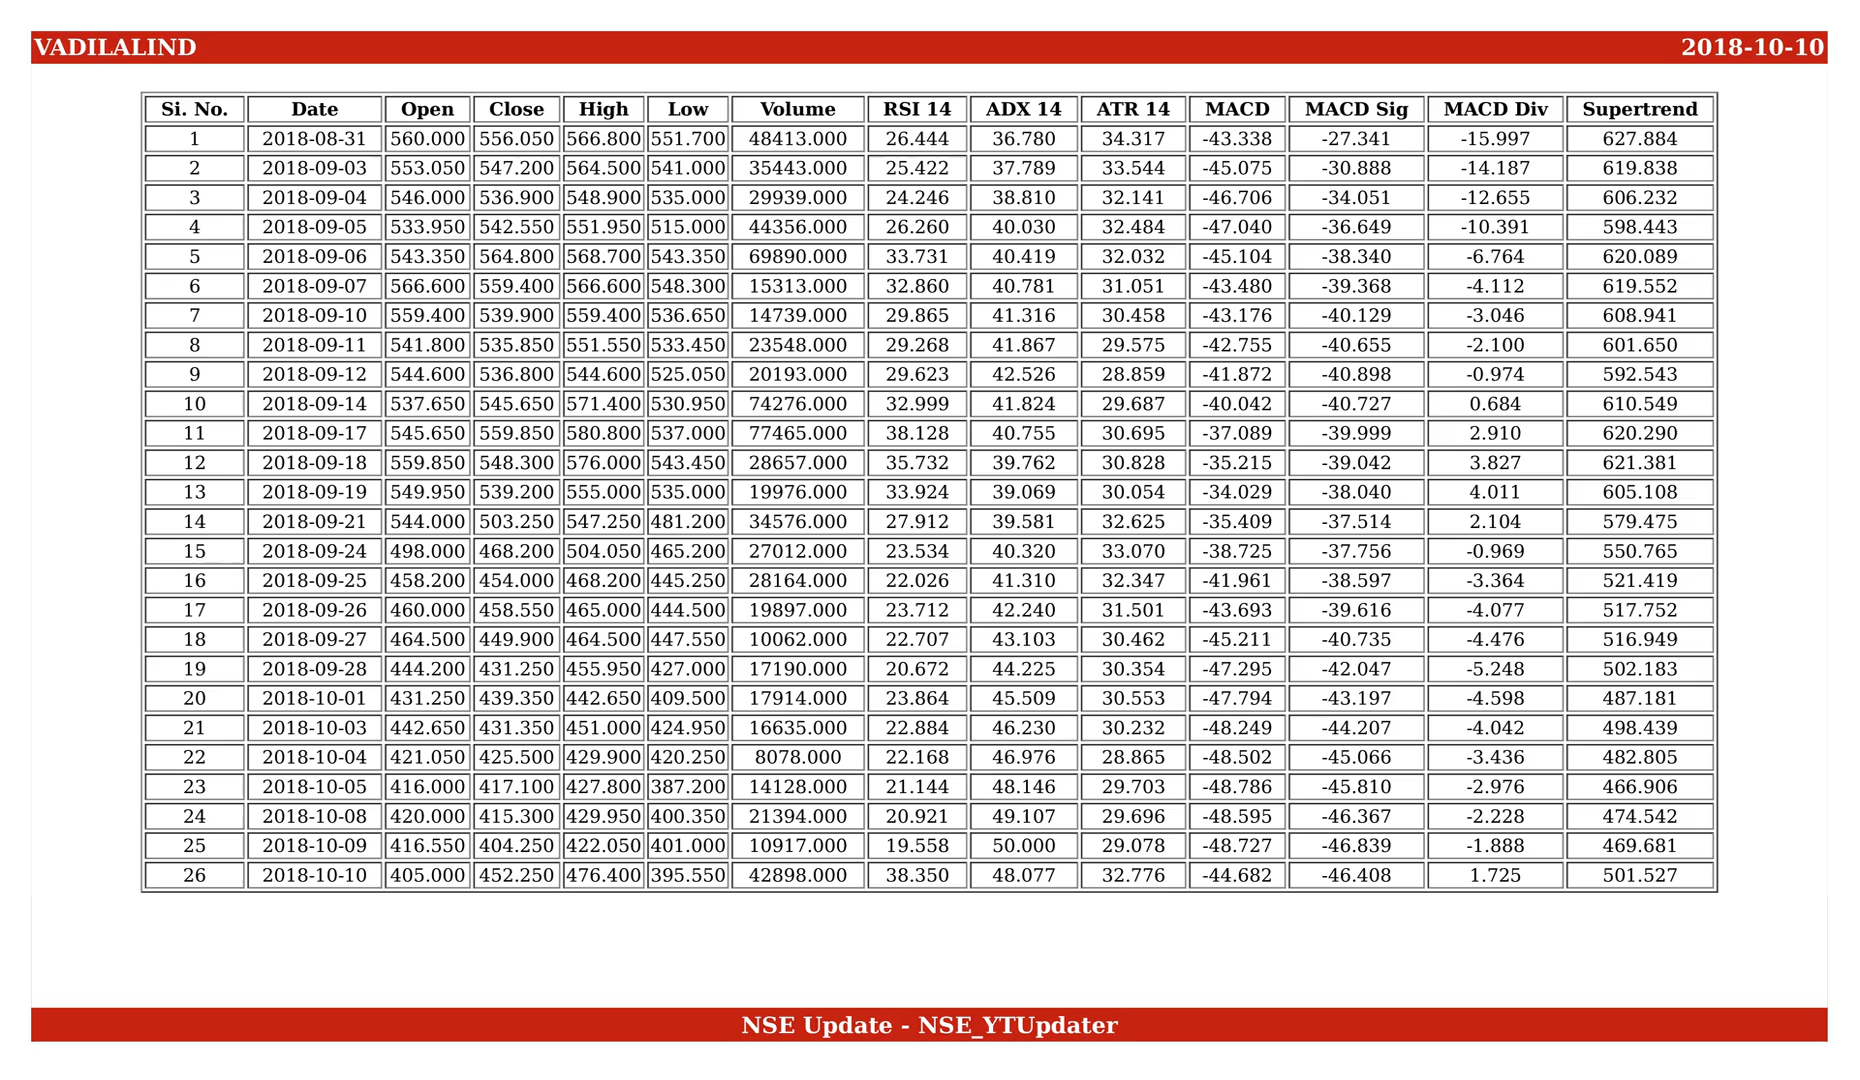 VADILALIND 2018-10-10
Si. No. Date Open Close High Low Volume RSI 14 ADX 14 ATR 14 MACD MACD Sig MACD Div Supertrend
1 2018-08-31 560.000 556.050 566.800 551.700 48413.000 26.444 36.780 34.317 -43.338 -27.341 -15.997 627.884
2 2018-09-03 553.050 547.200 564.500 541.000 35443.000 25.422 37.789 33.544 -45.075 -30.888 -14.187 619.838
3 2018-09-04 546.000 536.900 548.900 535.000 29939.000 24.246 38.810 32.141 -46.706 -34.051 -12.655 606.232
4 2018-09-05 533.950 542.550 551.950 515.000 44356.000 26.260 40.030 32.484 -47.040 -36.649 -10.391 598.443
5 2018-09-06 543.350 564.800 568.700 543.350 69890.000 33.731 40.419 32.032 -45.104 -38.340 -6.764 620.089
6 2018-09-07 566.600 559.400 566.600 548.300 15313.000 32.860 40.781 31.051 -43.480 -39.368 -4.112 619.552
7 2018-09-10 559.400 539.900 559.400 536.650 14739.000 29.865 41.316 30.458 -43.176 -40.129 -3.046 608.941
8 2018-09-11 541.800 535.850 551.550 533.450 23548.000 29.268 41.867 29.575 -42.755 -40.655 -2.100 601.650
9 2018-09-12 544.600 536.800 544.600 525.050 20193.000 29.623 42.526 28.859 -41.872 -40.898 -0.974 592.543
10 2018-09-14 537.650 545.650 571.400 530.950 74276.000 32.999 41.824 29.687 -40.042 -40.727 0.684 610.549
11 2018-09-17 545.650 559.850 580.800 537.000 77465.000 38.128 40.755 30.695 -37.089 -39.999 2.910 620.290
12 2018-09-18 559.850 548.300 576.000 543.450 28657.000 35.732 39.762 30.828 -35.215 -39.042 3.827 621.381
13 2018-09-19 549.950 539.200 555.000 535.000 19976.000 33.924 39.069 30.054 -34.029 -38.040 4.011 605.108
14 2018-09-21 544.000 503.250 547.250 481.200 34576.000 27.912 39.581 32.625 -35.409 -37.514 2.104 579.475
15 2018-09-24 498.000 468.200 504.050 465.200 27012.000 23.534 40.320 33.070 -38.725 -37.756 -0.969 550.765
16 2018-09-25 458.200 454.000 468.200 445.250 28164.000 22.026 41.310 32.347 -41.961 -38.597 -3.364 521.419
17 2018-09-26 460.000 458.550 465.000 444.500 19897.000 23.712 42.240 31.501 -43.693 -39.616 -4.077 517.752
18 2018-09-27 464.500 449.900 464.500 447.550 10062.000 22.707 43.103 30.462 -45.211 -40.735 -4.476 516.949
19 2018-09-28 444.200 431.250 455.950 427.000 17190.000 20.672 44.225 30.354 -47.295 -42.047 -5.248 502.183
20 2018-10-01 431.250 439.350 442.650 409.500 17914.000 23.864 45.509 30.553 -47.794 -43.197 -4.598 487.181
21 2018-10-03 442.650 431.350 451.000 424.950 16635.000 22.884 46.230 30.232 -48.249 -44.207 -4.042 498.439
22 2018-10-04 421.050 425.500 429.900 420.250 8078.000 22.168 46.976 28.865 -48.502 -45.066 -3.436 482.805
23 2018-10-05 416.000 417.100 427.800 387.200 14128.000 21.144 48.146 29.703 -48.786 -45.810 -2.976 466.906
24 2018-10-08 420.000 415.300 429.950 400.350 21394.000 20.921 49.107 29.696 -48.595 -46.367 -2.228 474.542
25 2018-10-09 416.550 404.250 422.050 401.000 10917.000 19.558 50.000 29.078 -48.727 -46.839 -1.888 469.681
26 2018-10-10 405.000 452.250 476.400 395.550 42898.000 38.350 48.077 32.776 -44.682 -46.408 1.725 501.527
NSE Update - NSE_YTUpdater